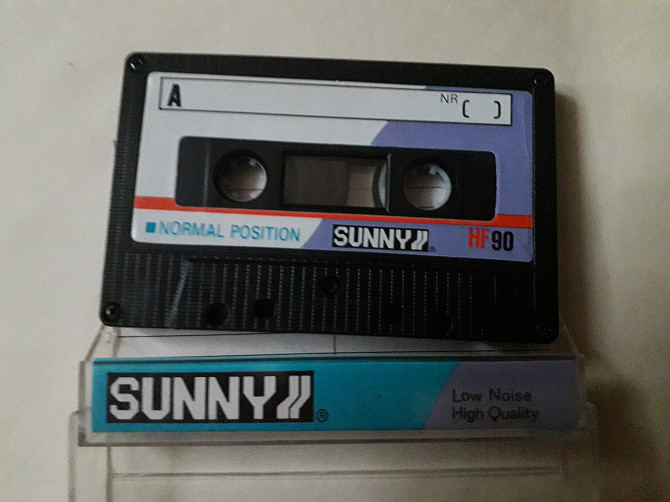 A NR ( )
■ NORMAL POSITION SUNNY® HF90
SUNNY® Low Noise
High Quality